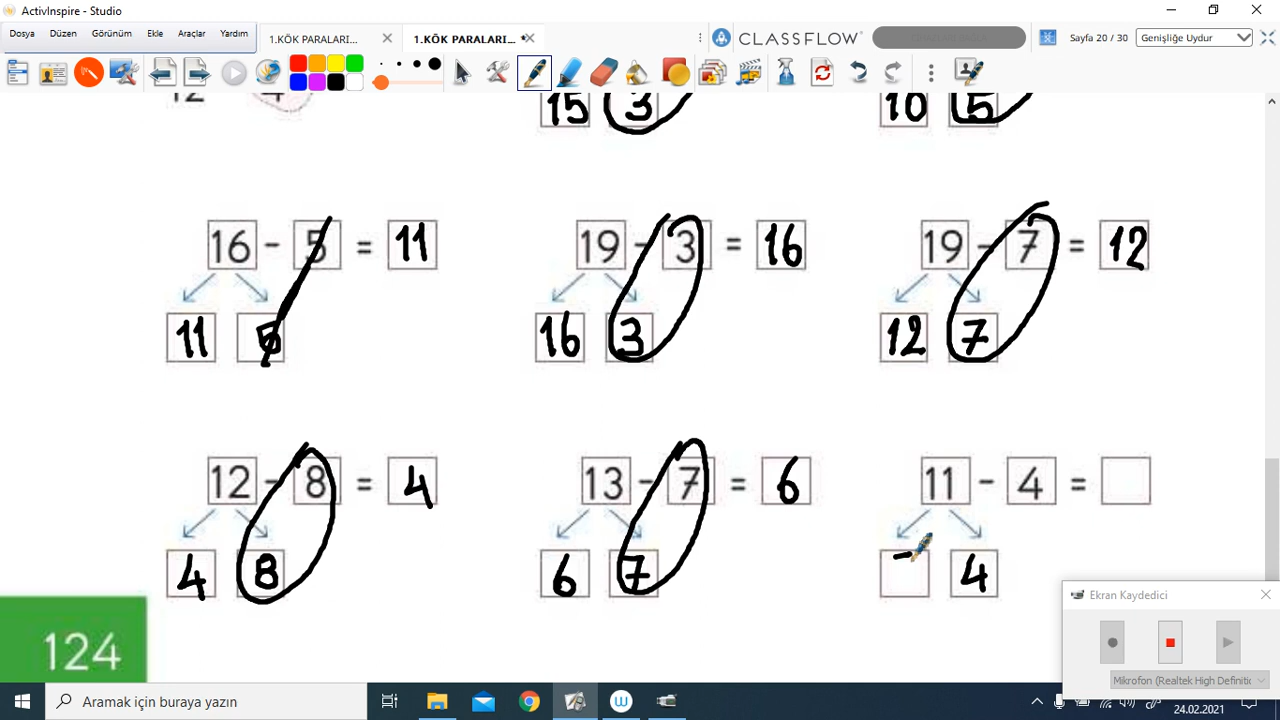 ActivInspire - Studio
Dosya Düzen Görünüm Ekle Araçlar Yardım
1.KÖK PARALARI... 1.KÖK PARALARI... *
CLASSFLOW
Sayfa 20 / 30 Genişliğe Uydur
12 4 15 3 10 5
16 - 5 = 11 19 - 3 = 16 19 - 7 = 12
11 5 16 3 12 7
12 - 8 = 4 13 - 7 = 6 11 - 4 =
4 8 6 7 4
Ekran Kaydedici
124
Mikrofon (Realtek High Definitic
Aramak için buraya yazın
24.02.2021